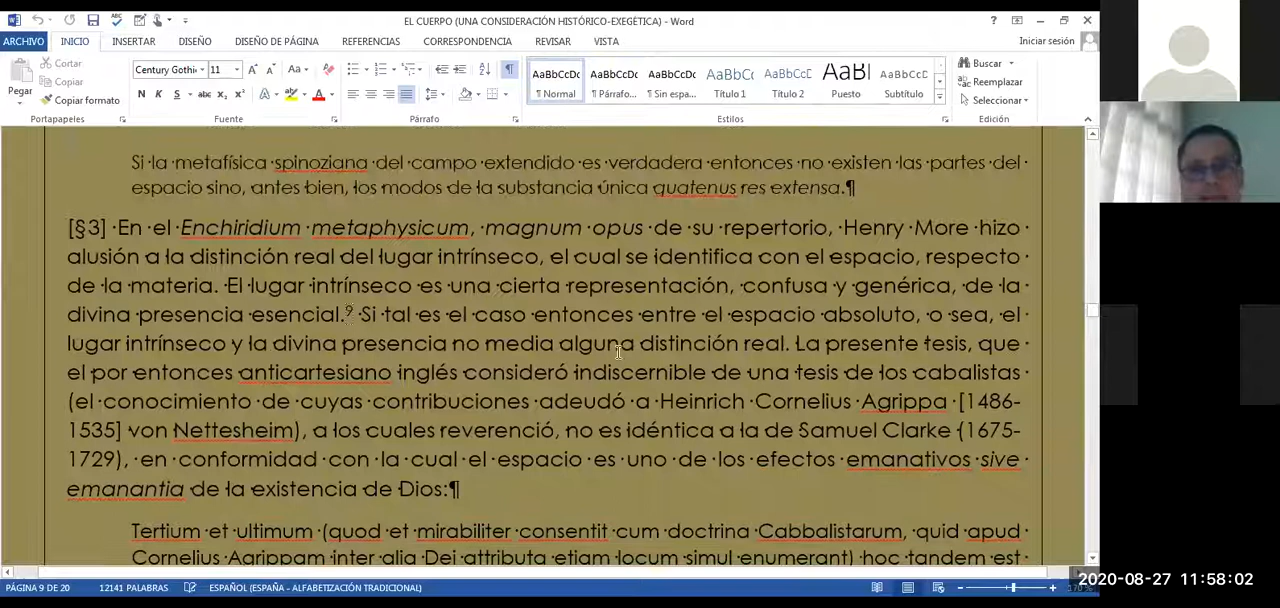 EL CUERPO (UNA CONSIDERACIÓN HISTÓRICO-EXEGÉTICA) - Word
ARCHIVO INICIO INSERTAR DISEÑO DISEÑO DE PÁGINA REFERENCIAS CORRESPONDENCIA REVISAR VISTA Iniciar sesión
Cortar
Copiar
Copiar formato
Pegar
Century Gothi 11
Portapapeles Fuente Párrafo Estilos Edición
AaBbCcDc AaBbCcDc AaBbCcDc AaBbCc AaBbCcD AaBl AaBbCcD
¶ Normal ¶ Párrafo... ¶ Sin espa... Título 1 Título 2 Puesto Subtítulo
Buscar
Reemplazar
Seleccionar
Si la metafísica spinoziana del campo extendido es verdadera entonces no existen las partes del
espacio sino, antes bien, los modos de la substancia única quatenus res extensa.¶
[§3] En el Enchiridium metaphysicum, magnum opus de su repertorio, Henry More hizo
alusión a la distinción real del lugar intrínseco, el cual se identifica con el espacio, respecto
de la materia. El lugar intrínseco es una cierta representación, confusa y genérica, de la
divina presencia esencial.9 Si tal es el caso entonces entre el espacio absoluto, o sea, el
lugar intrínseco y la divina presencia no media alguna distinción real. La presente tesis, que
el por entonces anticartesiano inglés consideró indiscernible de una tesis de los cabalistas
(el conocimiento de cuyas contribuciones adeudó a Heinrich Cornelius Agrippa [1486-
1535] von Nettesheim), a los cuales reverenció, no es idéntica a la de Samuel Clarke (1675-
1729), en conformidad con la cual el espacio es uno de los efectos emanativos sive
emanantia de la existencia de Dios:¶
Tertium et ultimum (quod et mirabiliter consentit cum doctrina Cabbalistarum, quid apud
Cornelius Agrippam inter alia Dei attributa etiam locum simul enumerant) hoc tandem est
PÁGINA 9 DE 20 12141 PALABRAS ESPAÑOL (ESPAÑA - ALFABETIZACIÓN TRADICIONAL) 170 %
2020-08-27 11:58:02